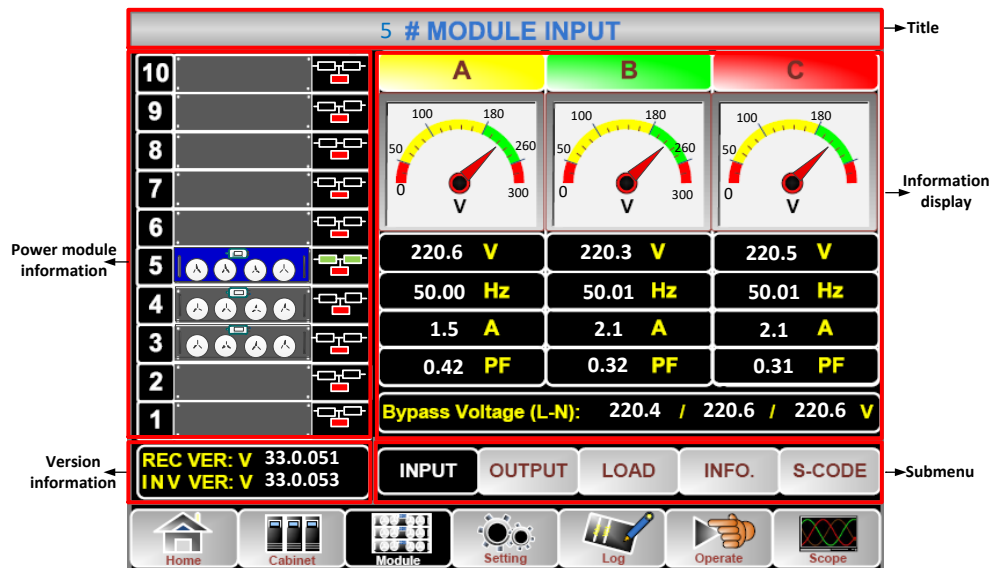 5 # MODULE INPUT
Title
10
9
8
7
6
5
4
3
2
1
Power module
information
A B C
0 50 100 180 260 300
V
0 50 100 180 260 300
V
0 50 100 180
V
Information
display
220.6 V 220.3 V 220.5 V
50.00 Hz 50.01 Hz 50.01 Hz
1.5 A 2.1 A 2.1 A
0.42 PF 0.32 PF 0.31 PF
Bypass Voltage (L-N): 220.4 / 220.6 / 220.6 V
Version
information
REC VER: V 33.0.051
INV VER: V 33.0.053
INPUT OUTPUT LOAD INFO. S-CODE
Submenu
Home Cabinet Module Setting Log Operate Scope